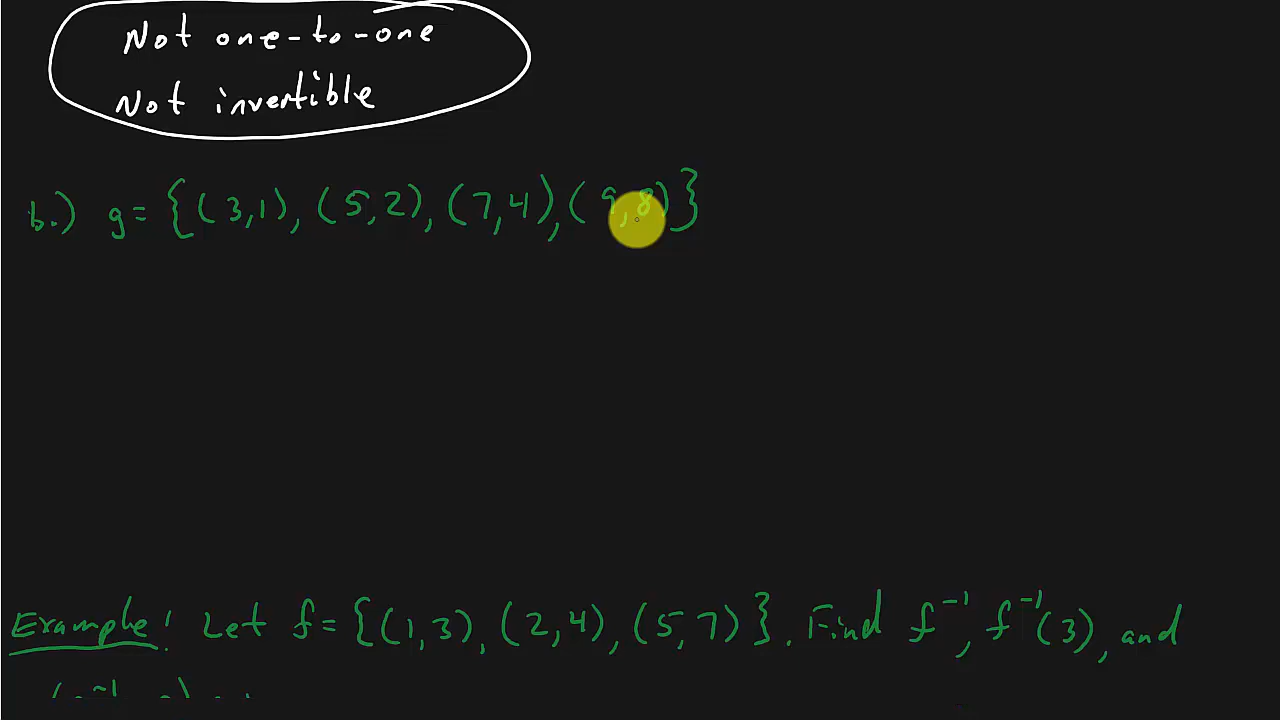 Not one-to-one
Not invertible
b.) g = {(3,1), (5,2), (7,4), (9,8)}
Example! Let f = {(1,3), (2,4), (5,7)}. Find f⁻¹, f⁻¹(3), and